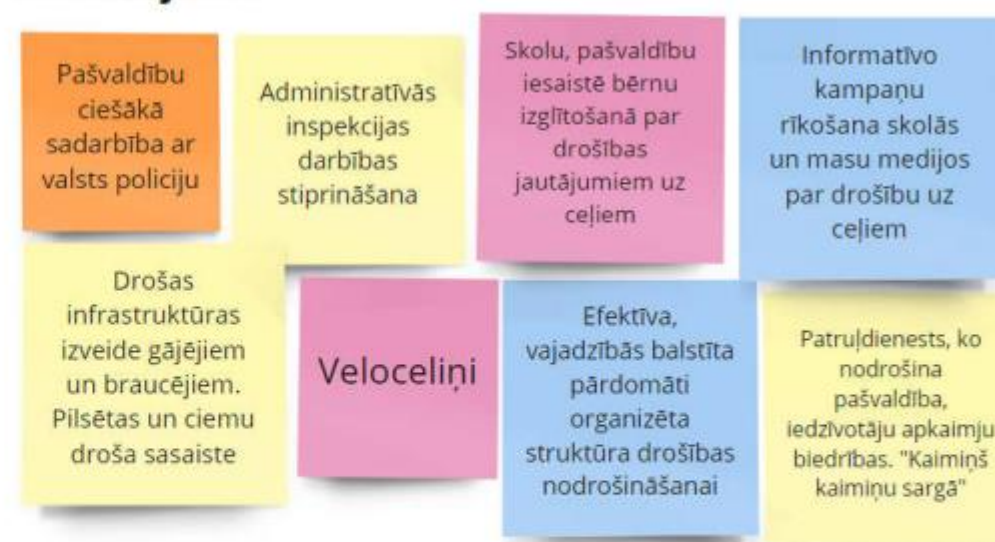 Pašvaldību
ciešākā
sadarbība ar
valsts policiju
Administratīvās
inspekcijas
darbības
stiprināšana
Skolu, pašvaldību
iesaistē bērnu
izglītošanā par
drošības
jautājumiem uz
ceļiem
Informatīvo
kampaņu
rīkošana skolās
un masu medijos
par drošību uz
ceļiem
Drošas
infrastruktūras
izveide gājējiem
un braucējiem.
Pilsētas un ciemu
droša sasaiste
Veloceliņi
Efektīva,
vajadzībās balstīta
pārdomāti
organizēta
struktūra drošības
nodrošināšanai
Patruļdienests, ko
nodrošina
pašvaldība,
iedzīvotāju apkaimju
biedrības. "Kaimiņš
kaimiņu sargā"